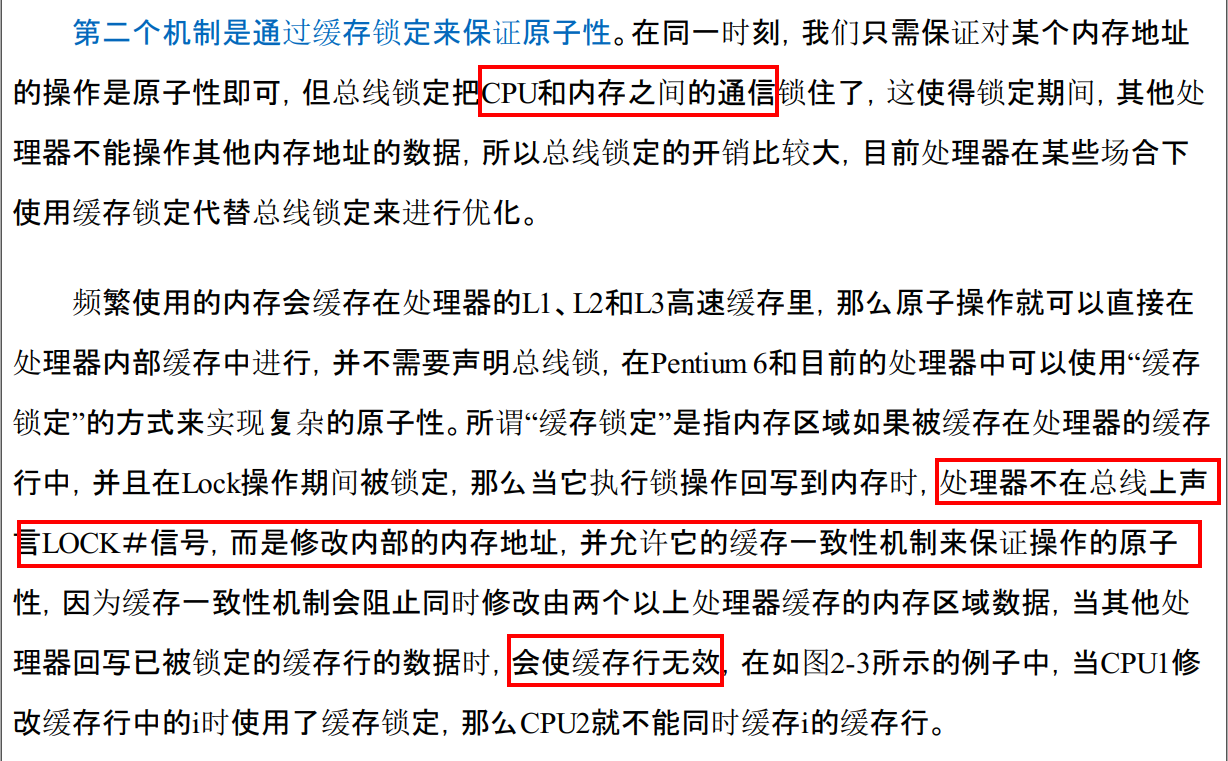 第二个机制是通过缓存锁定来保证原子性。在同一时刻，我们只需保证对某个内存地址
的操作是原子性即可，但总线锁定把CPU和内存之间的通信锁住了，这使得锁定期间，其他处
理器不能操作其他内存地址的数据，所以总线锁定的开销比较大，目前处理器在某些场合下
使用缓存锁定代替总线锁定来进行优化。
频繁使用的内存会缓存在处理器的L1、L2和L3高速缓存里，那么原子操作就可以直接在
处理器内部缓存中进行，并不需要声明总线锁，在Pentium 6和目前的处理器中可以使用“缓存
锁定”的方式来实现复杂的原子性。所谓“缓存锁定”是指内存区域如果被缓存在处理器的缓存
行中，并且在Lock操作期间被锁定，那么当它执行锁操作回写到内存时，处理器不在总线上声
言LOCK＃信号，而是修改内部的内存地址，并允许它的缓存一致性机制来保证操作的原子
性，因为缓存一致性机制会阻止同时修改由两个以上处理器缓存的内存区域数据，当其他处
理器回写已被锁定的缓存行的数据时，会使缓存行无效，在如图2-3所示的例子中，当CPU1修
改缓存行中的i时使用了缓存锁定，那么CPU2就不能同时缓存i的缓存行。